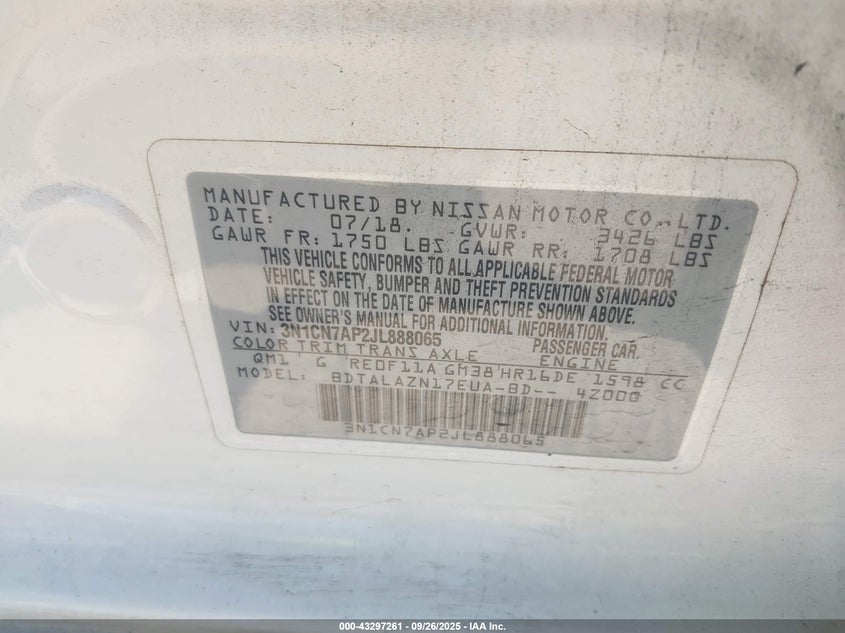 MANUFACTURED BY NISSAN MOTOR CO., LTD.
DATE: 07/18. GVWR: 3426 LBS
GAWR FR: 1750 LBS GAWR RR: 1708 LBS
THIS VEHICLE CONFORMS TO ALL APPLICABLE FEDERAL MOTOR
VEHICLE SAFETY, BUMPER AND THEFT PREVENTION STANDARDS
IN EFFECT ON THE DATE OF MANUFACTURE SHOWN ABOVE.
SEE OWNER'S MANUAL FOR ADDITIONAL INFORMATION.
VIN: 3N1CN7AP2JL888065 PASSENGER CAR.
COLOR TRIM TRANS AXLE ENGINE
QM1 G RE0F11A GM38 HR16DE 1598 CC
MODEL: BDTALAZN17EUA-BD-- 4Z000
3N1CN7AP2JL888065
000-43297261 - 09/26/2025 - IAA Inc.